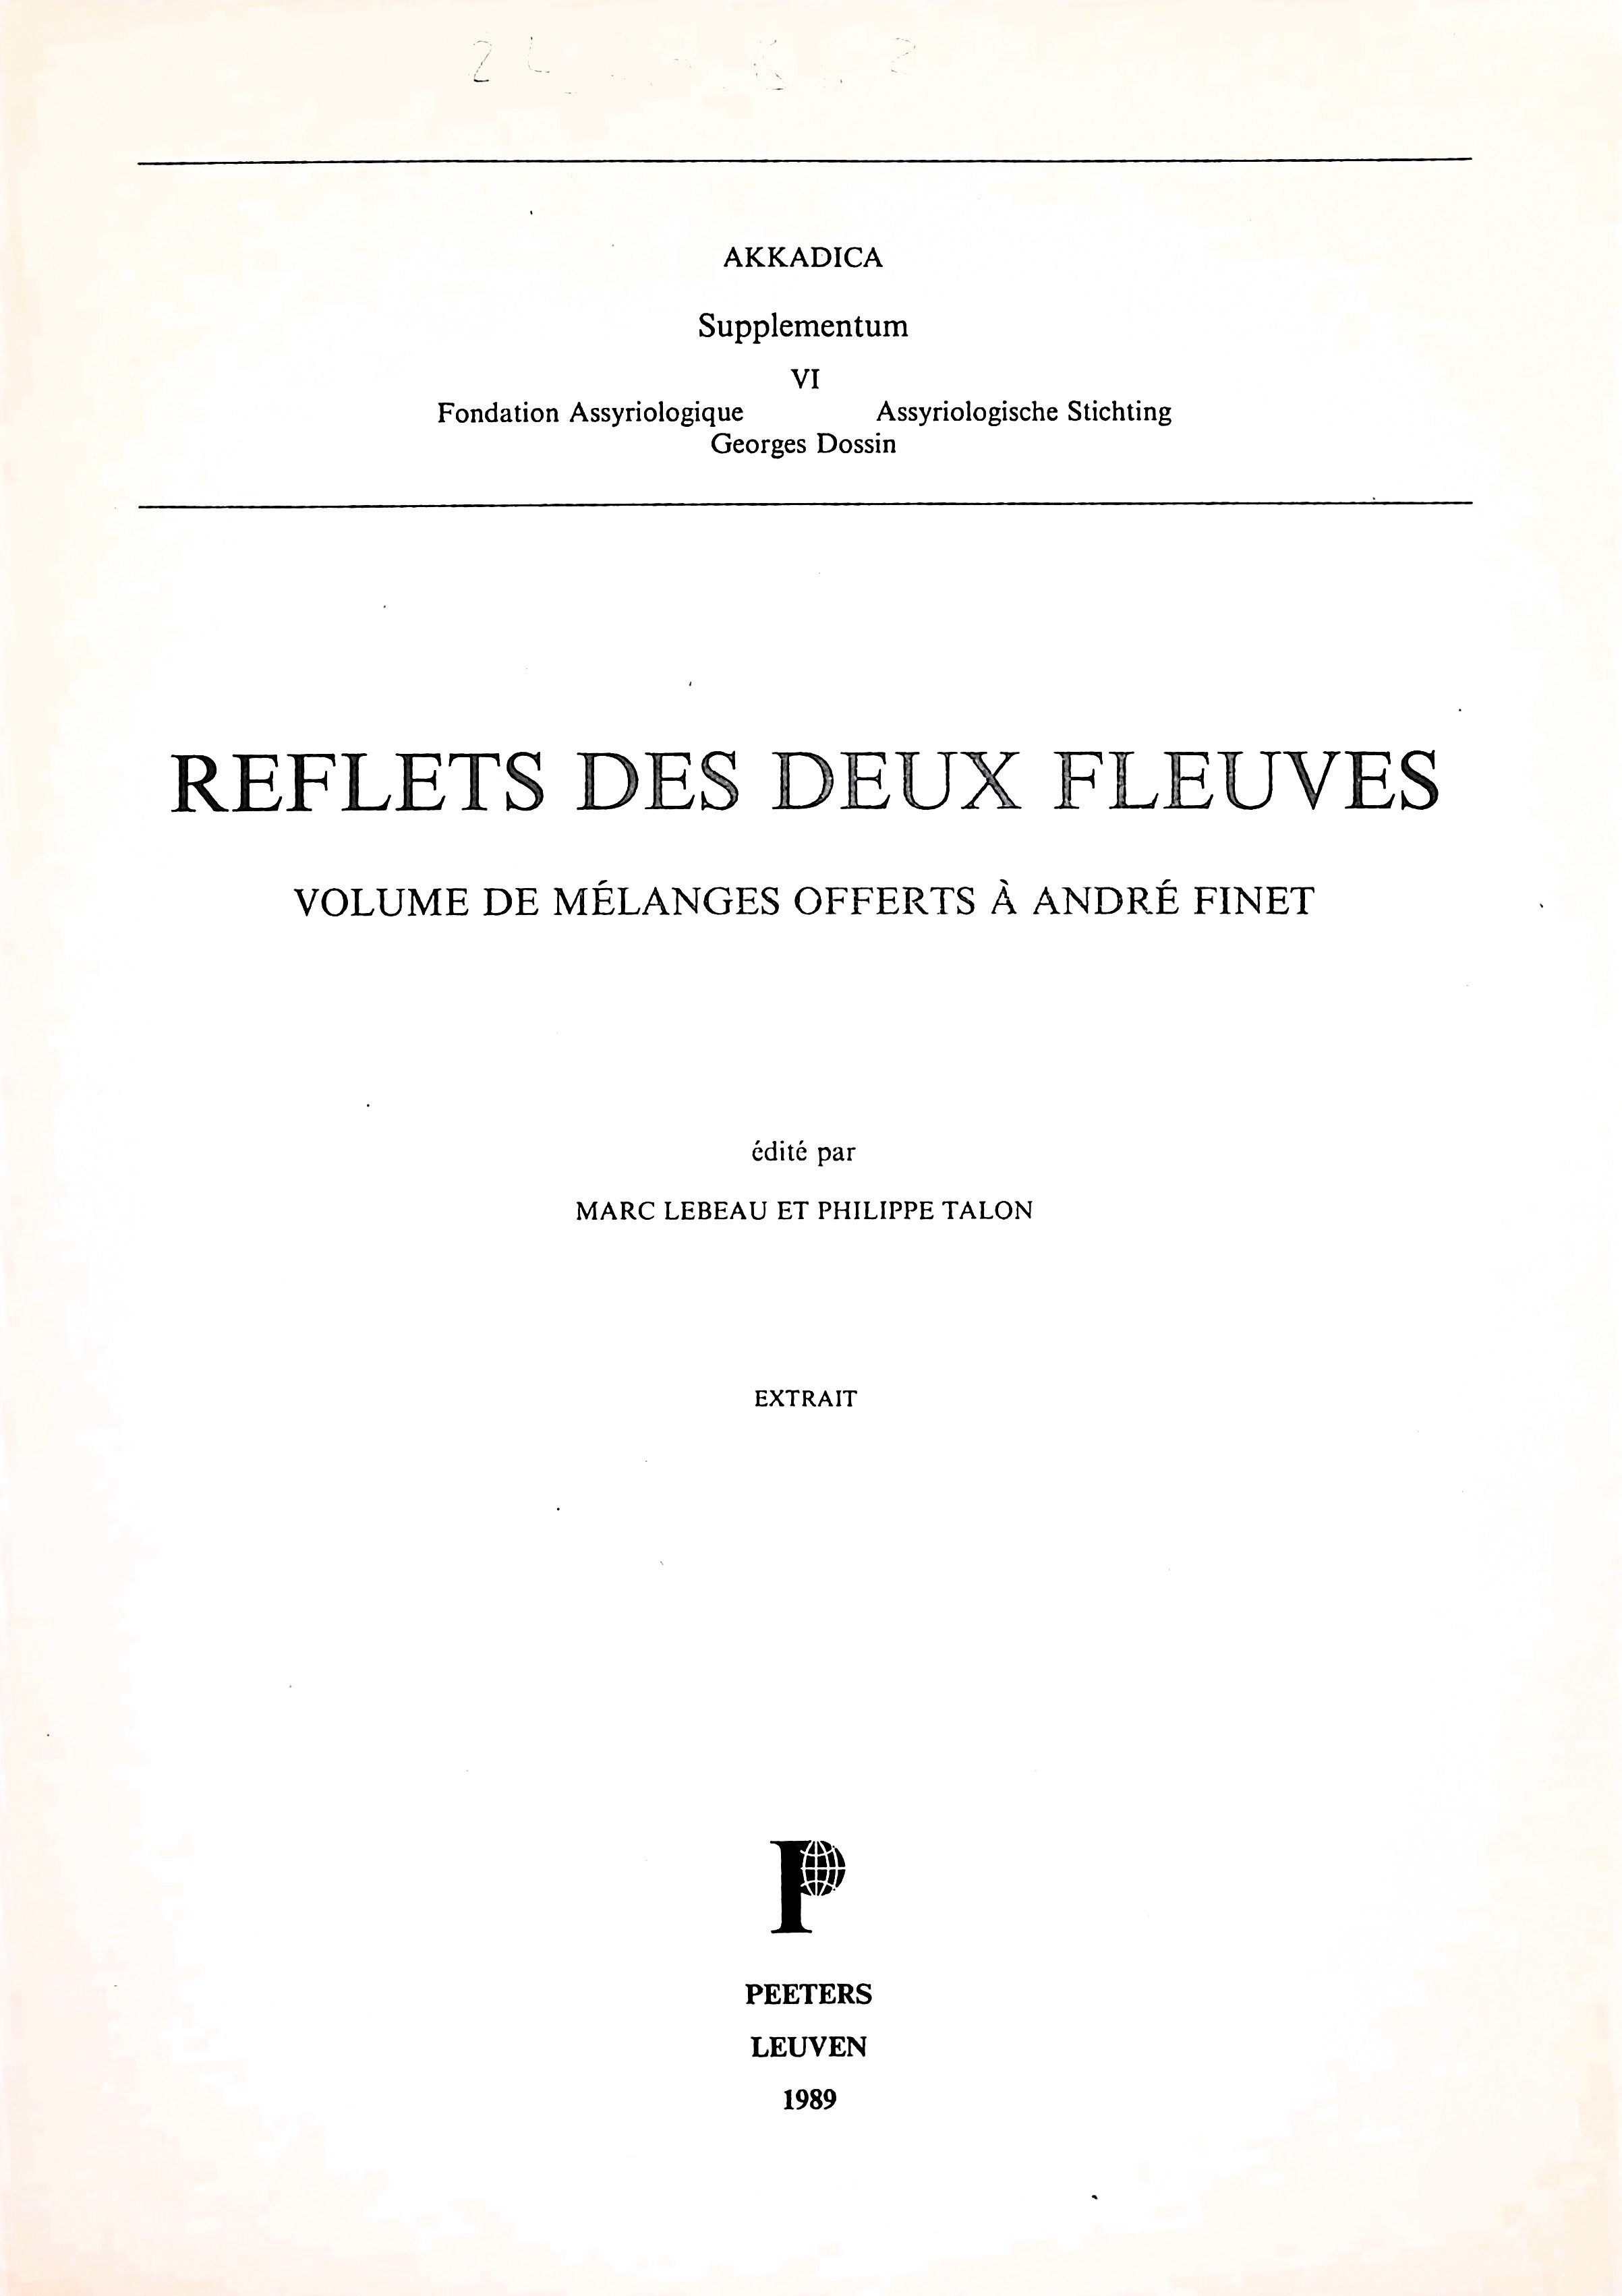 AKKADICA
Supplementum
VI
Fondation Assyriologique Assyriologische Stichting
Georges Dossin
REFLETS DES DEUX FLEUVES
VOLUME DE MÉLANGES OFFERTS À ANDRÉ FINET
édité par
MARC LEBEAU ET PHILIPPE TALON
EXTRAIT
P
PEETERS
LEUVEN
1989